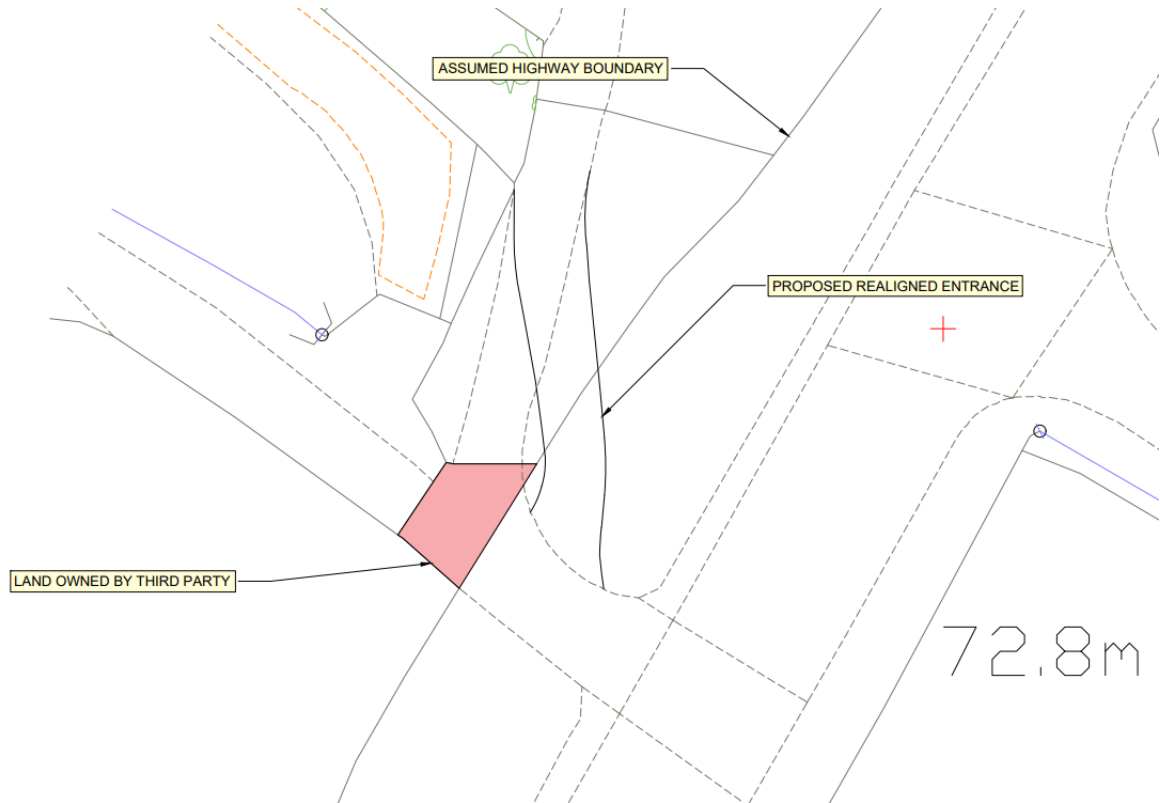 ASSUMED HIGHWAY BOUNDARY
PROPOSED REALIGNED ENTRANCE
LAND OWNED BY THIRD PARTY
72.8m